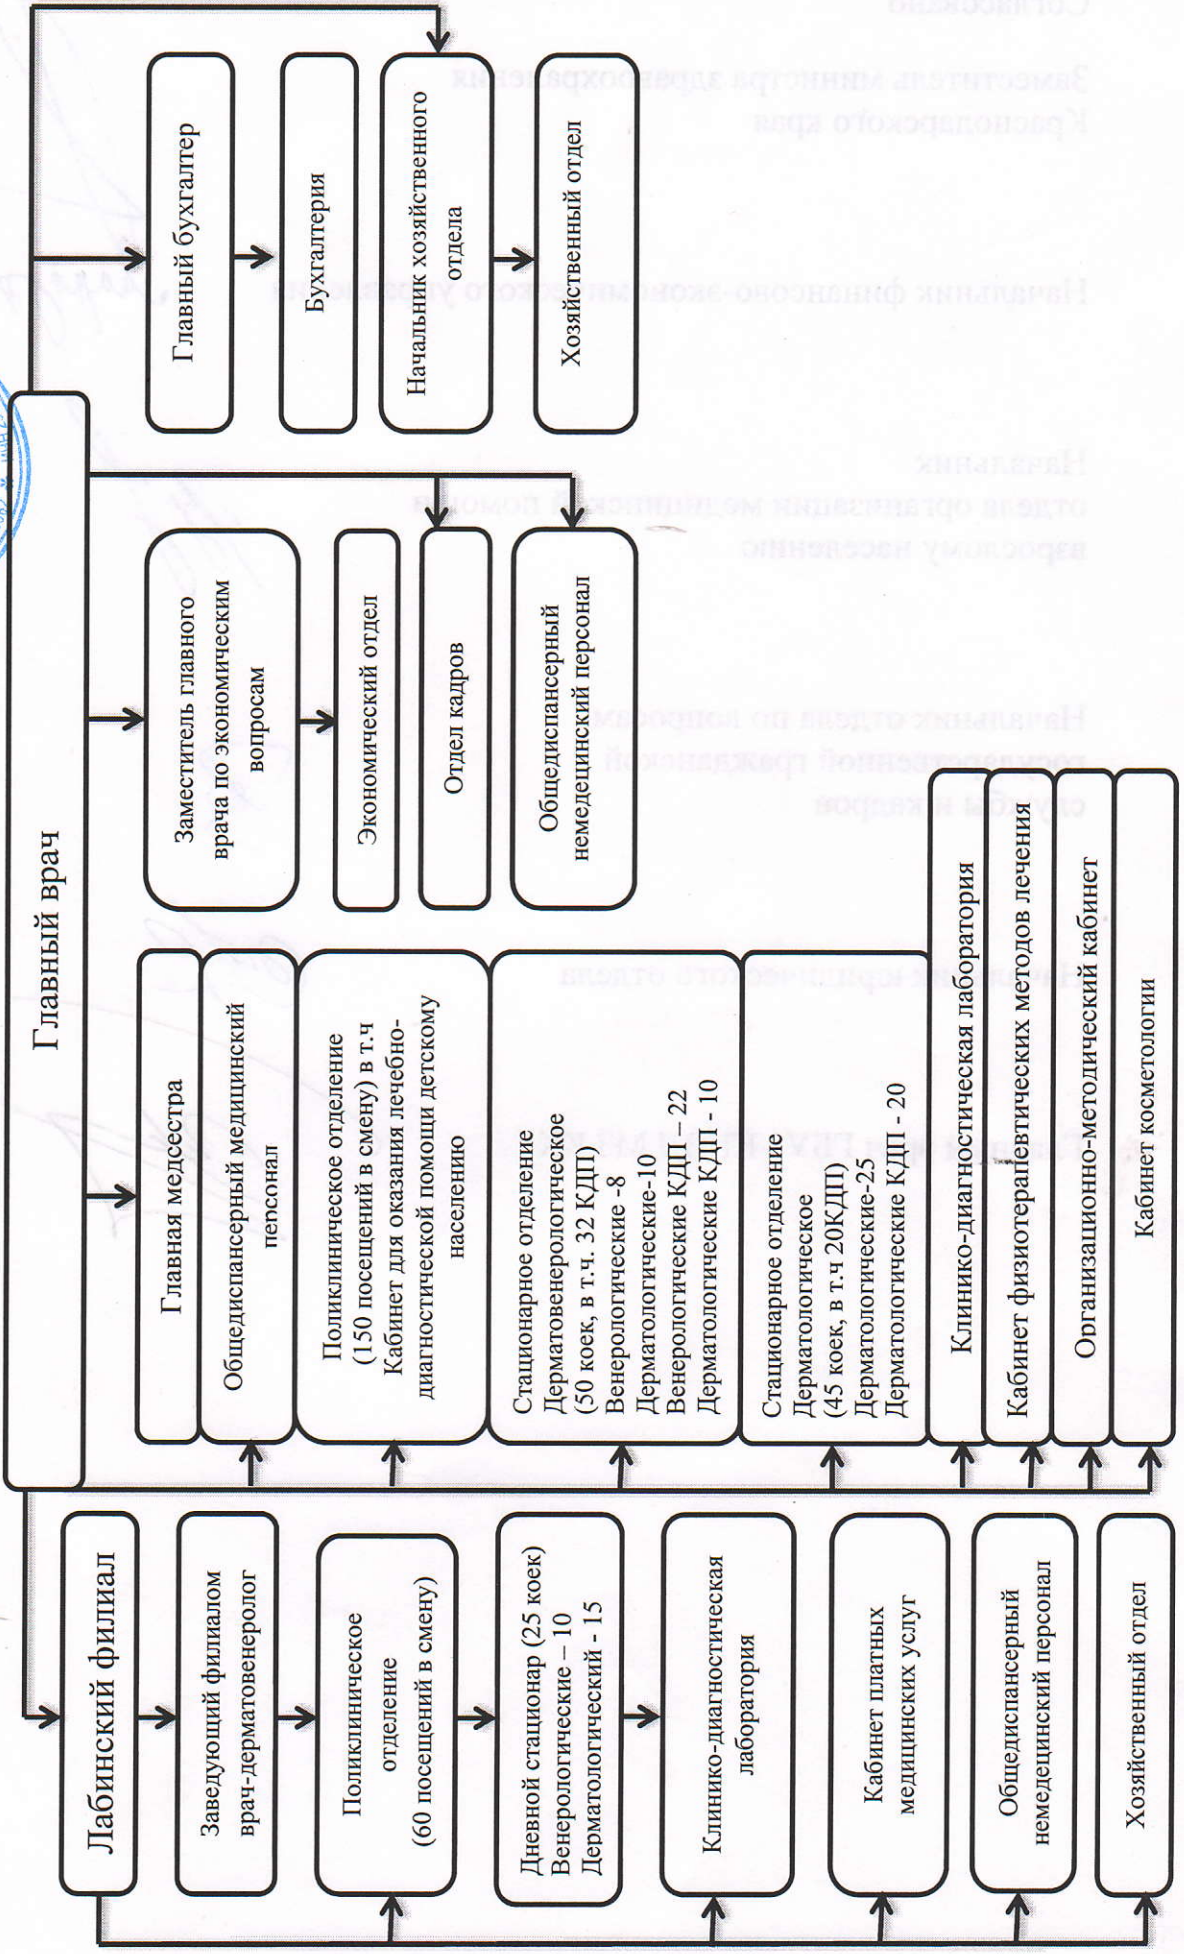 Главный врач
Лабинский филиал
Заведующий филиалом
врач-дерматовенеролог
Поликлиническое
отделение
(60 посещений в смену)
Дневной стационар (25 коек)
Венерологические – 10
Дерматологический - 15
Клинико-диагностическая
лаборатория
Кабинет платных
медицинских услуг
Общедиспансерный
немедецинский персонал
Хозяйственный отдел
Главная медсестра
Общедиспансерный медицинский
персонал
Поликлиническое отделение
(150 посещений в смену) в т.ч
Кабинет для оказания лечебно-
диагностической помощи детскому
населению
Стационарное отделение
Дерматовенерологическое
(50 коек, в т.ч. 32 КДП)
Венерологические -8
Дерматологические-10
Венерологические КДП – 22
Дерматологические КДП - 10
Стационарное отделение
Дерматологическое
(45 коек, в т.ч 20КДП)
Дерматологические-25
Дерматологические КДП - 20
Клинико-диагностическая лаборатория
Кабинет физиотерапевтических методов лечения
Организационно-методический кабинет
Кабинет косметологии
Заместитель главного
врача по экономическим
вопросам
Экономический отдел
Отдел кадров
Общедиспансерный
немедецинский персонал
Главный бухгалтер
Бухгалтерия
Начальник хозяйственного
отдела
Хозяйственный отдел
Согласовано
Заместитель министра здравоохранения
Краснодарского края
Начальник финансово-экономического управления
Начальник
отдела организации медицинской помощи
взрослому населению
Начальник отдела по вопросам
государственной гражданской
службы и кадров
Начальник юридического отдела